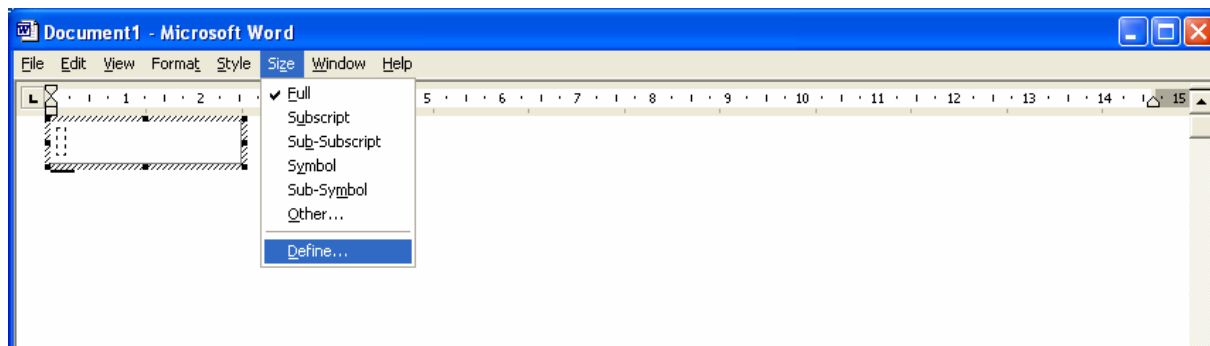 Document1 - Microsoft Word
File Edit View Format Style Size Window Help
L 1 2 5 6 7 8 9 10 11 12 13 14 15
✔ Full
Subscript
Sub-Subscript
Symbol
Sub-Symbol
Other...
Define...